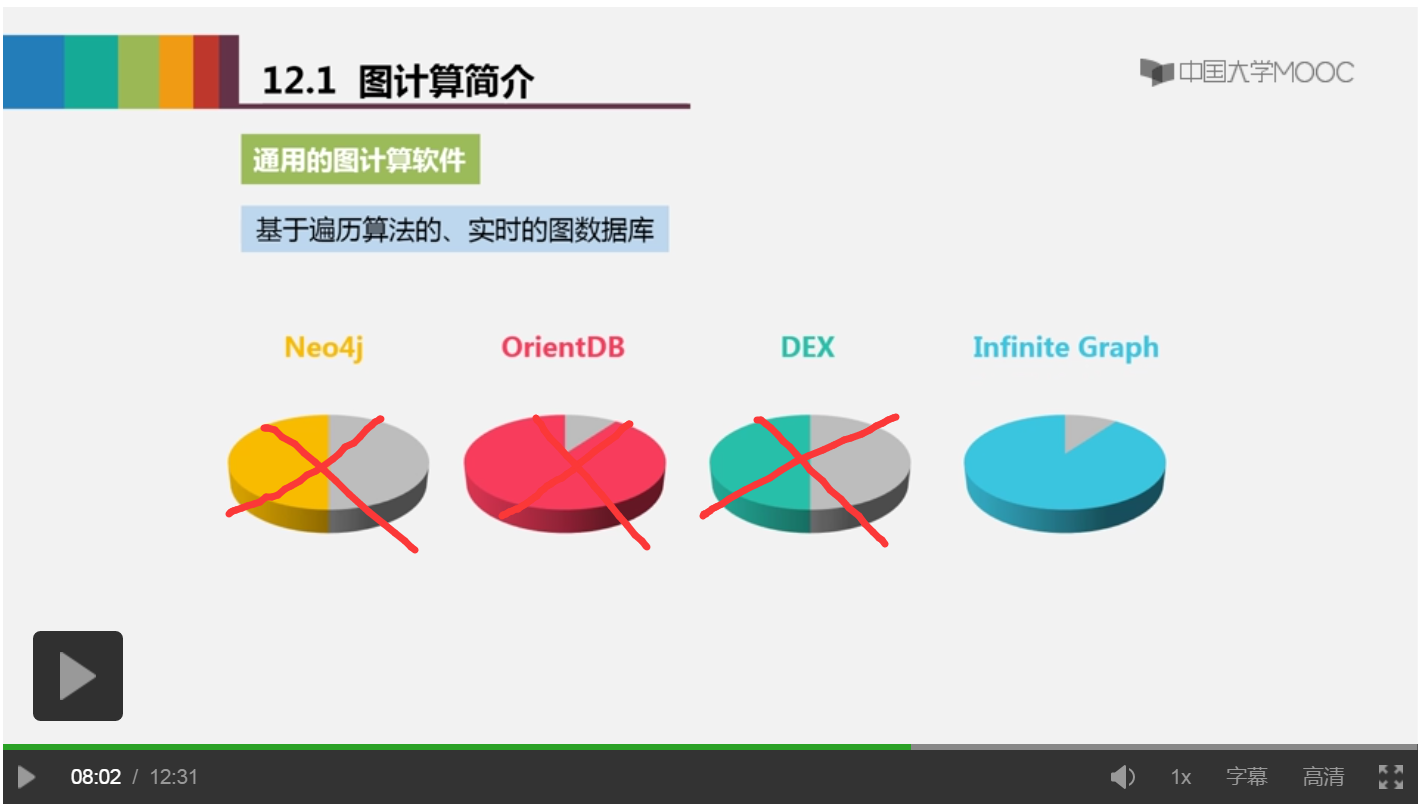 12.1 图计算简介
中国大学MOOC
通用的图计算软件
基于遍历算法的、实时的图数据库
Neo4j OrientDB DEX Infinite Graph
08:02 / 12:31 1x 字幕 高清